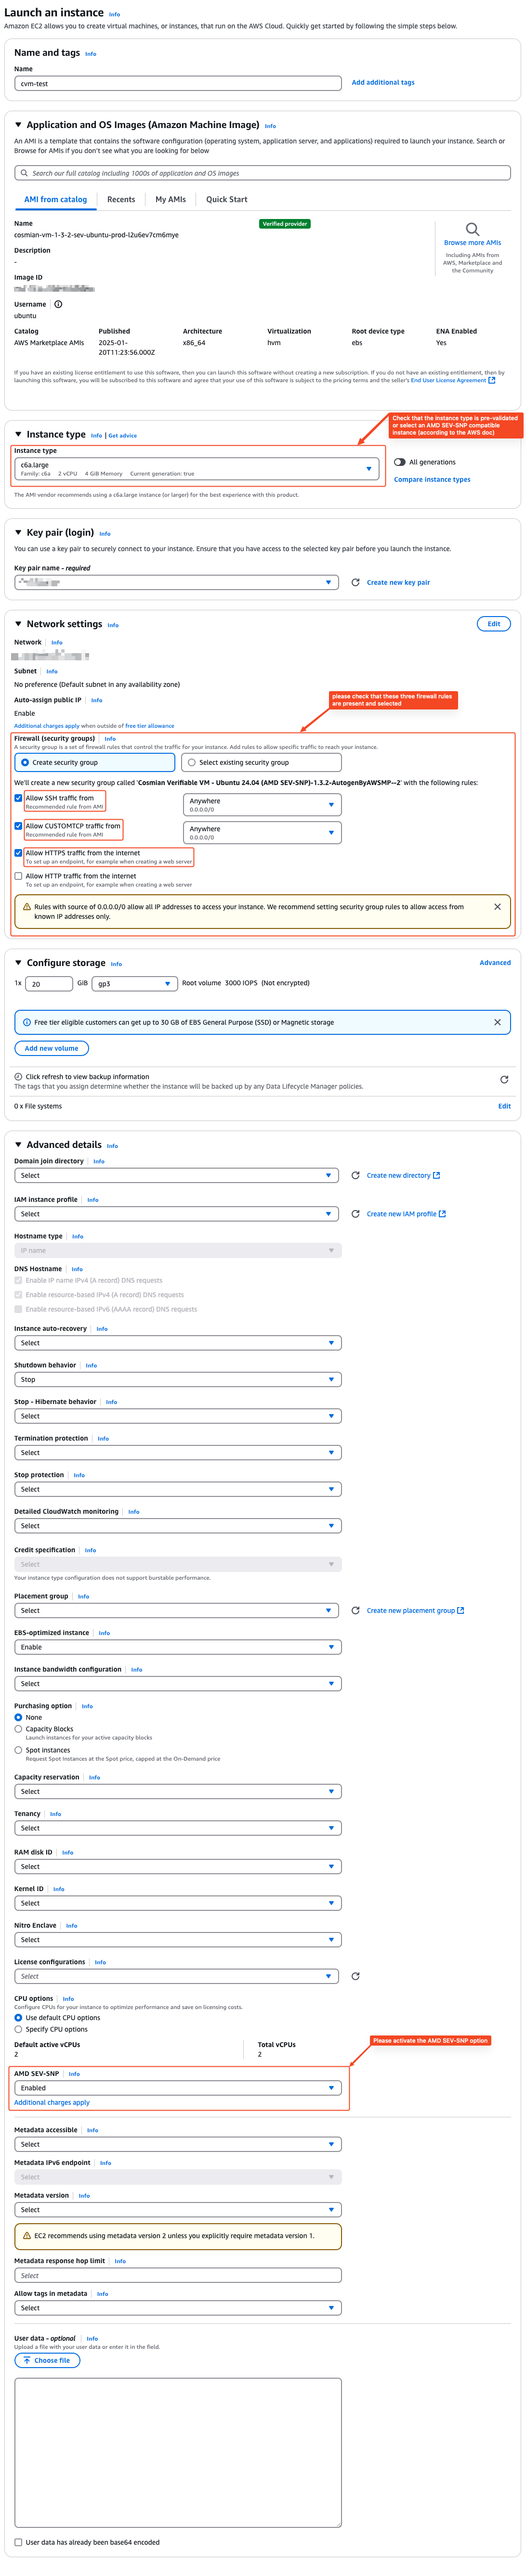 Launch an instance Info
Amazon EC2 allows you to create virtual machines, or instances, that run on the AWS Cloud. Quickly get started by following the simple steps below.
Name and tags Info
Name
cvm-test
Add additional tags
Application and OS Images (Amazon Machine Image) Info
An AMI is a template that contains the software configuration (operating system, application server, and applications) required to launch your instance. Search or
Browse for AMIs if you don't see what you are looking for below
Search our full catalog including 1000s of application and OS images
AMI from catalog Recents My AMIs Quick Start
Name
Verified provider
cosmian-vm-1-3-2-sev-ubuntu-prod-l2u6ev7cm6mye
Description
-
Image ID
Username
ubuntu
Browse more AMIs
Including AMIs from
AWS, Marketplace and
the Community
Catalog Published Architecture Virtualization Root device type ENA Enabled
AWS Marketplace AMIs 2025-01-20T11:23:56.000Z x86_64 hvm ebs Yes
If you have an existing license entitlement to use this software, then you can launch this software without creating a new subscription. If you do not have an existing entitlement, then by
launching this software, you will be subscribed to this software and agree that your use of this software is subject to the pricing terms and the seller's End User License Agreement
Check that the instance type is pre-validated
or select an AMD SEV-SNP compatible
instance (according to the AWS doc)
Instance type Info | Get advice
Instance type
c6a.large
Family: c6a 2 vCPU 4 GiB Memory Current generation: true
All generations
Compare instance types
The AMI vendor recommends using a c6a.large instance (or larger) for the best experience with this product.
Key pair (login) Info
You can use a key pair to securely connect to your instance. Ensure that you have access to the selected key pair before you launch the instance.
Key pair name - required
Create new key pair
Network settings Info
Edit
Network Info
Subnet Info
No preference (Default subnet in any availability zone)
Auto-assign public IP Info
Enable
please check that these three firewall rules
are present and selected
Additional charges apply when outside of free tier allowance
Firewall (security groups) Info
A security group is a set of firewall rules that control the traffic for your instance. Add rules to allow specific traffic to reach your instance.
Create security group
Select existing security group
We'll create a new security group called 'Cosmian Verifiable VM - Ubuntu 24.04 (AMD SEV-SNP)-1.3.2-AutogenByAWSMP--2' with the following rules:
Allow SSH traffic from
Recommended rule from AMI
Anywhere
0.0.0.0/0
Allow CUSTOMTCP traffic from
Recommended rule from AMI
Anywhere
0.0.0.0/0
Allow HTTPS traffic from the internet
To set up an endpoint, for example when creating a web server
Allow HTTP traffic from the internet
To set up an endpoint, for example when creating a web server
Rules with source of 0.0.0.0/0 allow all IP addresses to access your instance. We recommend setting security group rules to allow access from
known IP addresses only.
Configure storage Info
Advanced
1x 20 GiB gp3 Root volume 3000 IOPS (Not encrypted)
Free tier eligible customers can get up to 30 GB of EBS General Purpose (SSD) or Magnetic storage
Add new volume
Click refresh to view backup information
The tags that you assign determine whether the instance will be backed up by any Data Lifecycle Manager policies.
0 x File systems
Edit
Advanced details Info
Domain join directory Info
Select
Create new directory
IAM instance profile Info
Select
Create new IAM profile
Hostname type Info
IP name
DNS Hostname Info
Enable IP name IPv4 (A record) DNS requests
Enable resource-based IPv4 (A record) DNS requests
Enable resource-based IPv6 (AAAA record) DNS requests
Instance auto-recovery Info
Select
Shutdown behavior Info
Stop
Stop - Hibernate behavior Info
Select
Termination protection Info
Select
Stop protection Info
Select
Detailed CloudWatch monitoring Info
Select
Credit specification Info
Select
Your instance type configuration does not support burstable performance.
Placement group Info
Select
Create new placement group
EBS-optimized instance Info
Enable
Instance bandwidth configuration Info
Select
Purchasing option Info
None
Capacity Blocks
Launch instances for your active capacity blocks
Spot instances
Request Spot Instances at the Spot price, capped at the On-Demand price
Capacity reservation Info
Select
Tenancy Info
Select
RAM disk ID Info
Select
Kernel ID Info
Select
Nitro Enclave Info
Select
License configurations Info
Select
CPU options Info
Configure CPUs for your instance to optimize performance and save on licensing costs.
Use default CPU options
Specify CPU options
Default active vCPUs Total vCPUs
2 2
Please activate the AMD SEV-SNP option
AMD SEV-SNP Info
Enabled
Additional charges apply
Metadata accessible Info
Select
Metadata IPv6 endpoint Info
Select
Metadata version Info
Select
EC2 recommends using metadata version 2 unless you explicitly require metadata version 1.
Metadata response hop limit Info
Select
Allow tags in metadata Info
Select
User data - optional Info
Upload a file with your user data or enter it in the field.
Choose file
User data has already been base64 encoded